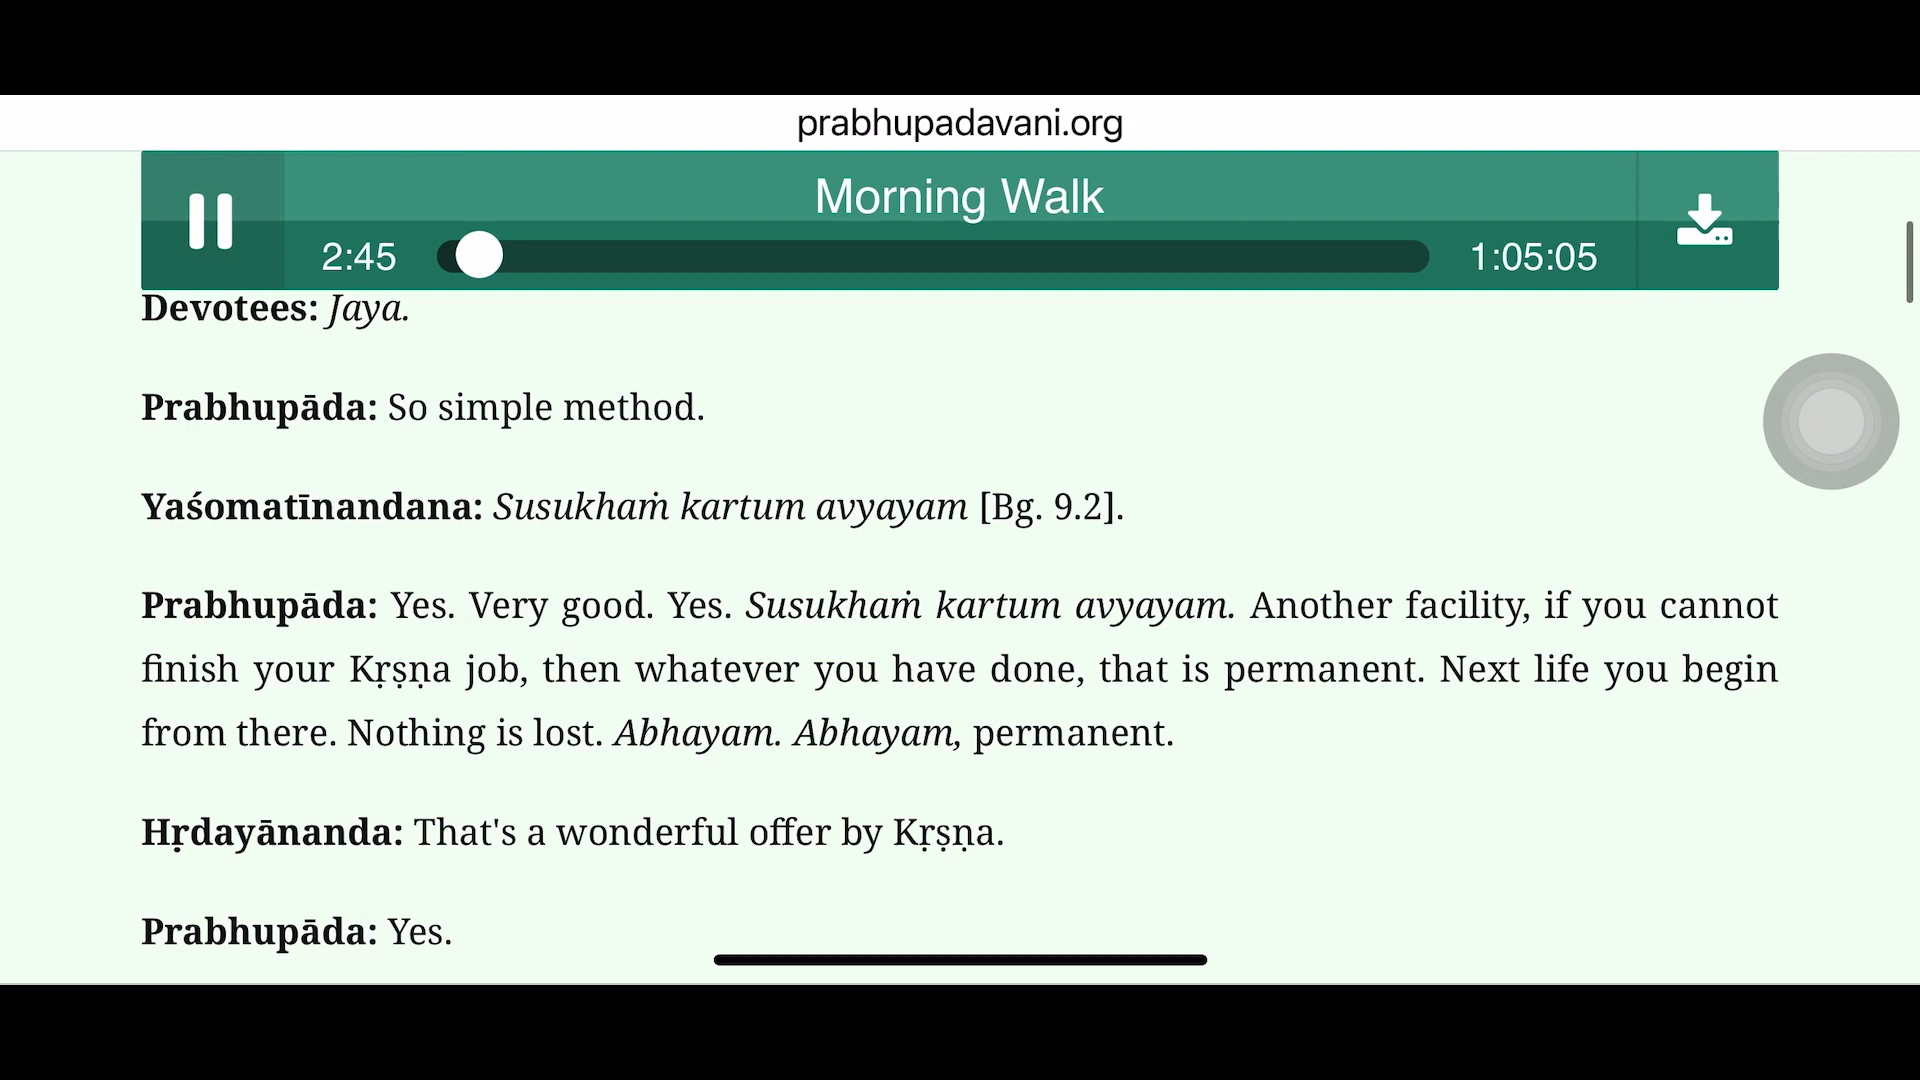 prabhupadavani.org
Morning Walk
2:45
1:05:05
Devotees: Jaya.
Prabhupāda: So simple method.
Yaśomatīnandana: Susukhaṁ kartum avyayam [Bg. 9.2].
Prabhupāda: Yes. Very good. Yes. Susukhaṁ kartum avyayam. Another facility, if you cannot
finish your Kṛṣṇa job, then whatever you have done, that is permanent. Next life you begin
from there. Nothing is lost. Abhayam. Abhayam, permanent.
Hṛdayānanda: That's a wonderful offer by Kṛṣṇa.
Prabhupāda: Yes.